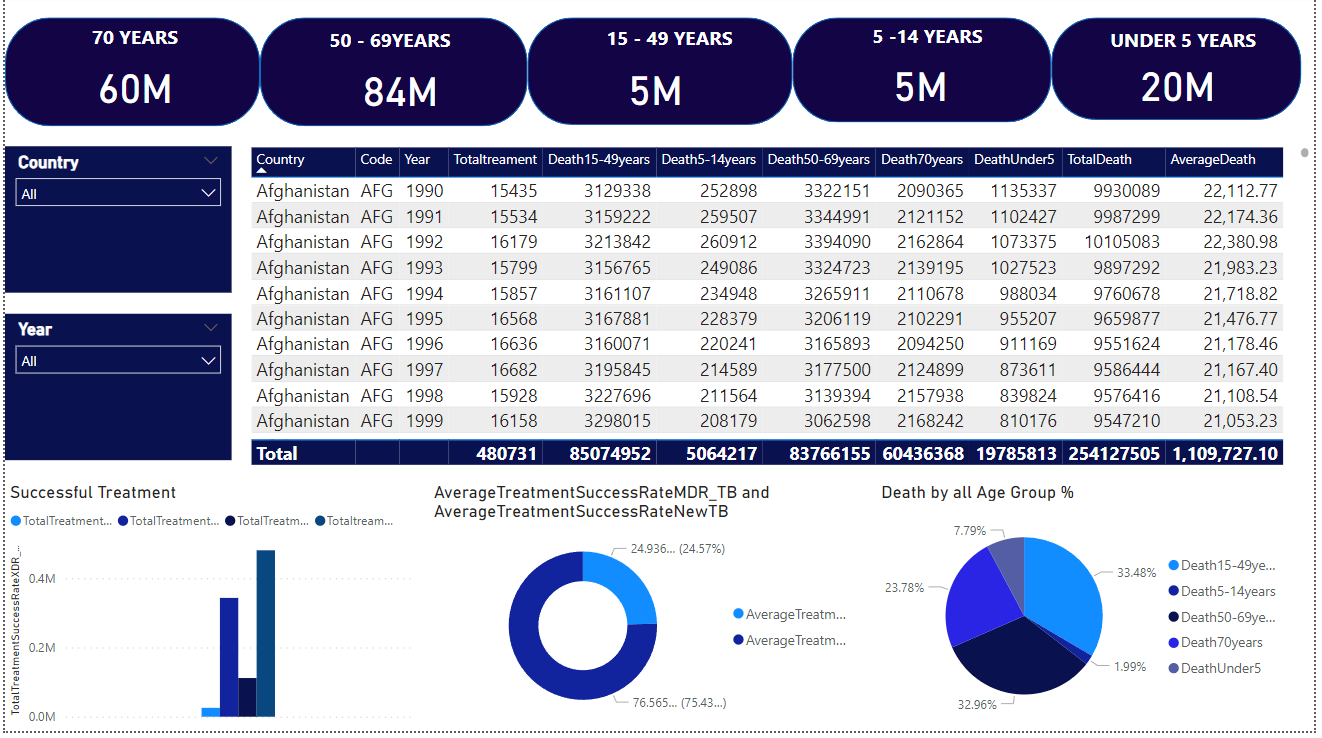 70 YEARS
60M
50 - 69YEARS
84M
15 - 49 YEARS
5M
5 -14 YEARS
5M
UNDER 5 YEARS
20M
Country
All
Year
All
Country Code Year Totaltreament Death15-49years Death5-14years Death50-69years Death70years DeathUnder5 TotalDeath AverageDeath
Afghanistan AFG 1990 15435 3129338 252898 3322151 2090365 1135337 9930089 22,112.77
Afghanistan AFG 1991 15534 3159222 259507 3344991 2121152 1102427 9987299 22,174.36
Afghanistan AFG 1992 16179 3213842 260912 3394090 2162864 1073375 10105083 22,380.98
Afghanistan AFG 1993 15799 3156765 249086 3324723 2139195 1027523 9897292 21,983.23
Afghanistan AFG 1994 15857 3161107 234948 3265911 2110678 988034 9760678 21,718.82
Afghanistan AFG 1995 16568 3167881 228379 3206119 2102291 955207 9659877 21,476.77
Afghanistan AFG 1996 16636 3160071 220241 3165893 2094250 911169 9551624 21,178.46
Afghanistan AFG 1997 16682 3195845 214589 3177500 2124899 873611 9586444 21,167.40
Afghanistan AFG 1998 15928 3227696 211564 3139394 2157938 839824 9576416 21,108.54
Afghanistan AFG 1999 16158 3298015 208179 3062598 2168242 810176 9547210 21,053.23
Total 480731 85074952 5064217 83766155 60436368 19785813 254127505 1,109,727.10
Successful Treatment
TotalTreatment... TotalTreatment... TotalTreatm... Totaltream...
TotalTreatmentSuccessRateXDR_...
0.4M
0.2M
0.0M
AverageTreatmentSuccessRateMDR_TB and
AverageTreatmentSuccessRateNewTB
24.936... (24.57%)
76.565... (75.43...)
AverageTreatm...
AverageTreatm...
Death by all Age Group %
7.79%
33.48%
23.78%
1.99%
32.96%
Death15-49ye...
Death5-14years
Death50-69ye...
Death70years
DeathUnder5